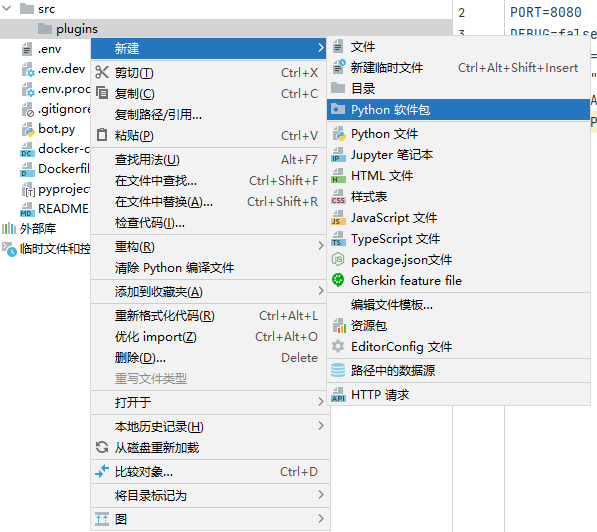 src
plugins
.env
.env.dev
.env.prod
.gitignore
bot.py
docker-c
Dockerfil
pyproject
README.
外部库
临时文件和控
新建
剪切(T) Ctrl+X
复制(C) Ctrl+C
复制路径/引用...
粘贴(P) Ctrl+V
查找用法(U) Alt+F7
在文件中查找... Ctrl+Shift+F
在文件中替换(A)... Ctrl+Shift+R
检查代码(I)...
重构(R)
清除 Python 编译文件
添加到收藏夹(A)
重新格式化代码(R) Ctrl+Alt+L
优化 import(Z) Ctrl+Alt+O
删除(D)... Delete
重写文件类型
打开于
本地历史记录(H)
从磁盘重新加载
比较对象... Ctrl+D
将目录标记为
图
文件
新建临时文件 Ctrl+Alt+Shift+Insert
目录
Python 软件包
Python 文件
Jupyter 笔记本
HTML 文件
样式表
JavaScript 文件
TypeScript 文件
package.json文件
Gherkin feature file
编辑文件模板...
资源包
EditorConfig 文件
路径中的数据源
HTTP 请求
2 PORT=8080
3 DEBUG=false
=
"
A
P